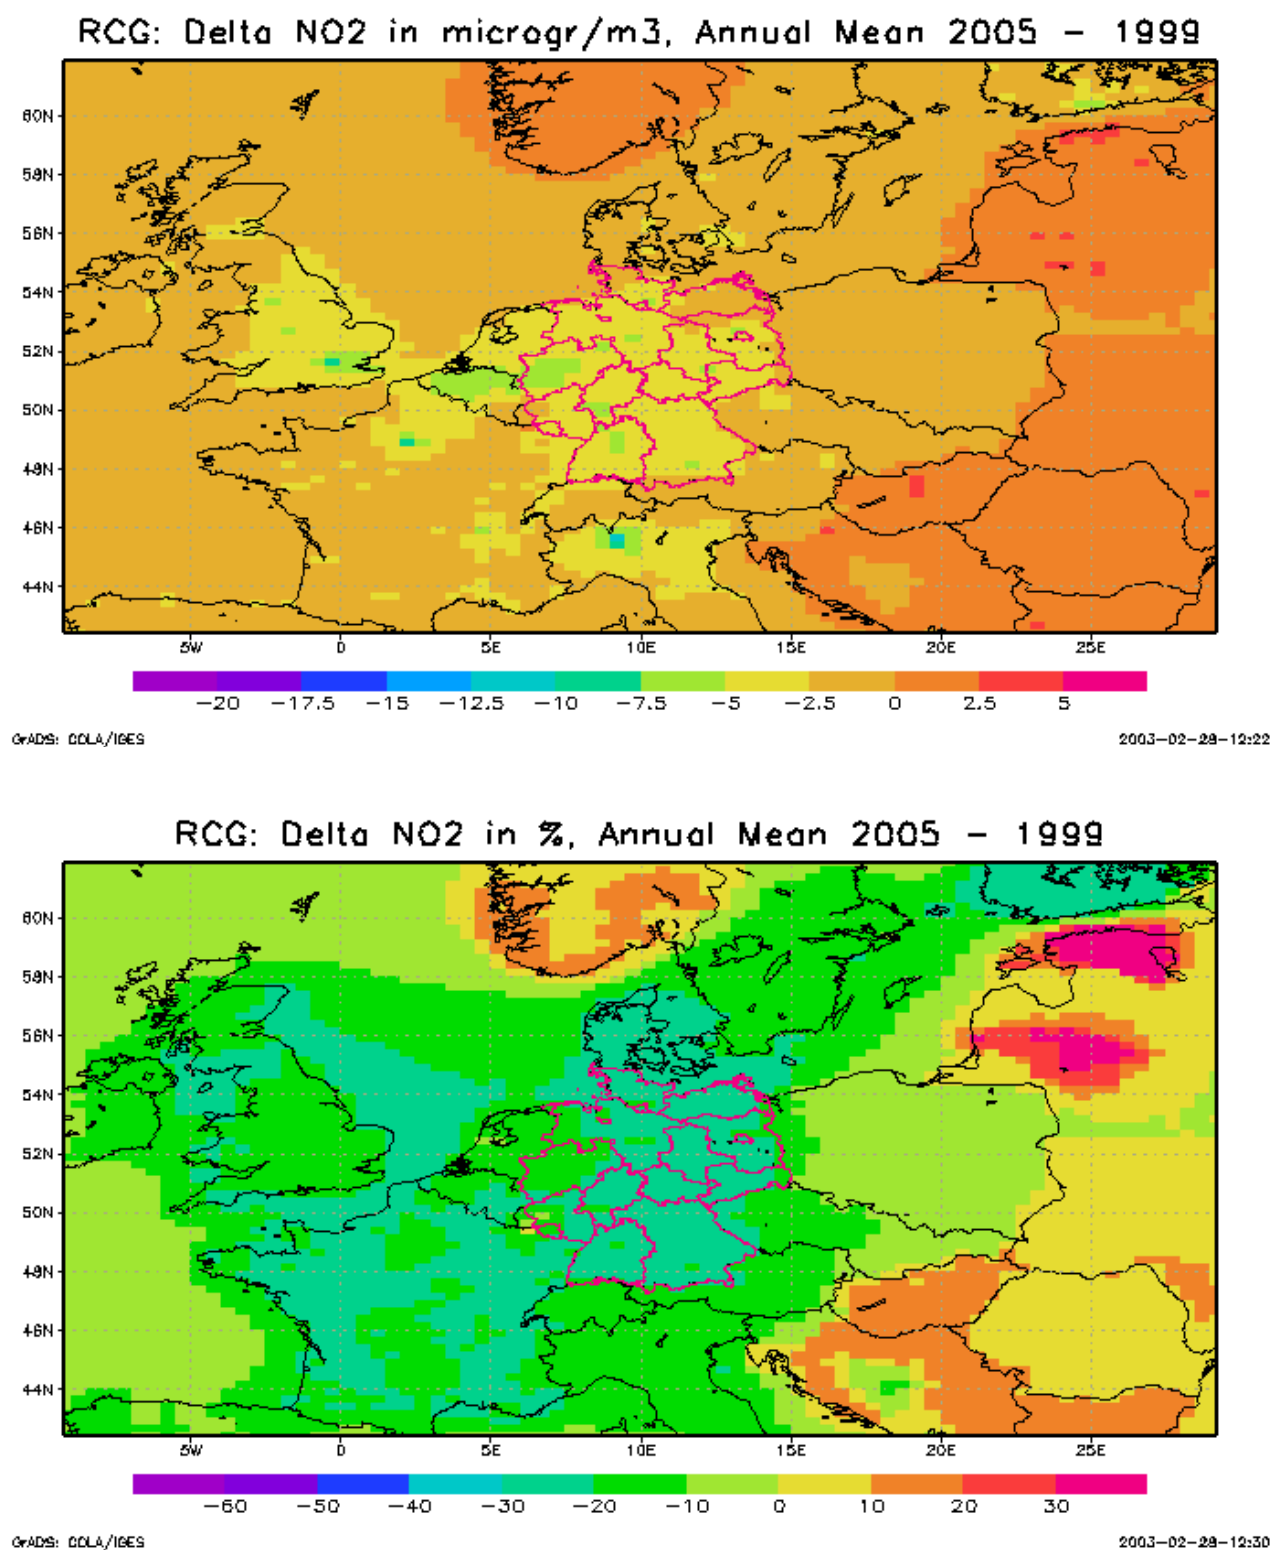 RCG: Delta NO2 in microgr/m3, Annual Mean 2005 − 1999
60N
58N
56N
54N
52N
50N
48N
46N
44N
5W 0 5E 10E 15E 20E 25E
−20 −17.5 −15 −12.5 −10 −7.5 −5 −2.5 0 2.5 5
GrADS: COLA/IGES 2003−02−28−12:22
RCG: Delta NO2 in %, Annual Mean 2005 − 1999
60N
58N
56N
54N
52N
50N
48N
46N
44N
5W 0 5E 10E 15E 20E 25E
−60 −50 −40 −30 −20 −10 0 10 20 30
GrADS: COLA/IGES 2003−02−28−12:30